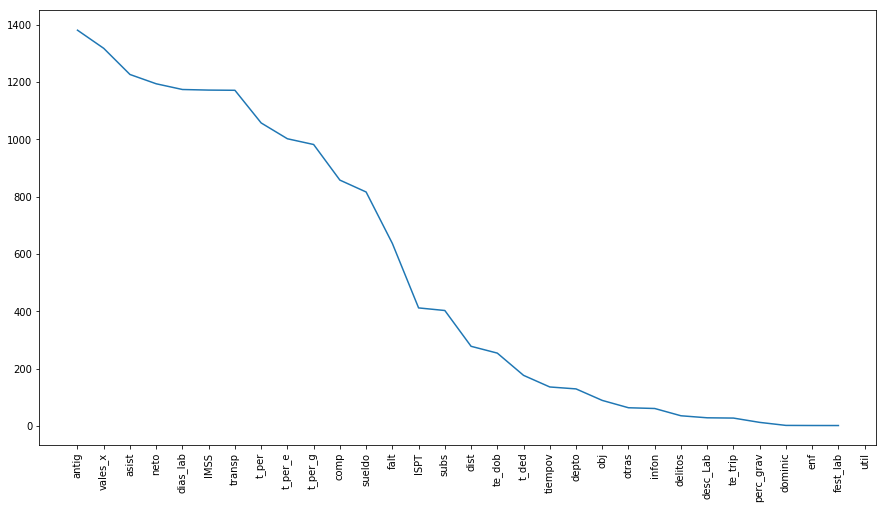 1400
1200
1000
800
600
400
200
0
antig
vales_x
asist
neto
dias_lab
IMSS
transp
t_per
t_per_e
t_per_g
comp
sueldo
falt
ISPT
subs
dist
te_dob
t_ded
tiempov
depto
obj
otras
infon
delitos
desc_Lab
te_trip
perc_grav
dominic
enf
fest_lab
util